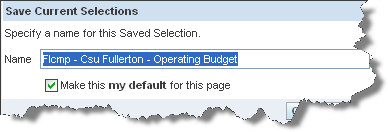 Save Current Selections
Specify a name for this Saved Selection.
Name Flcmp - Csu Fullerton - Operating Budget
Make this my default for this page